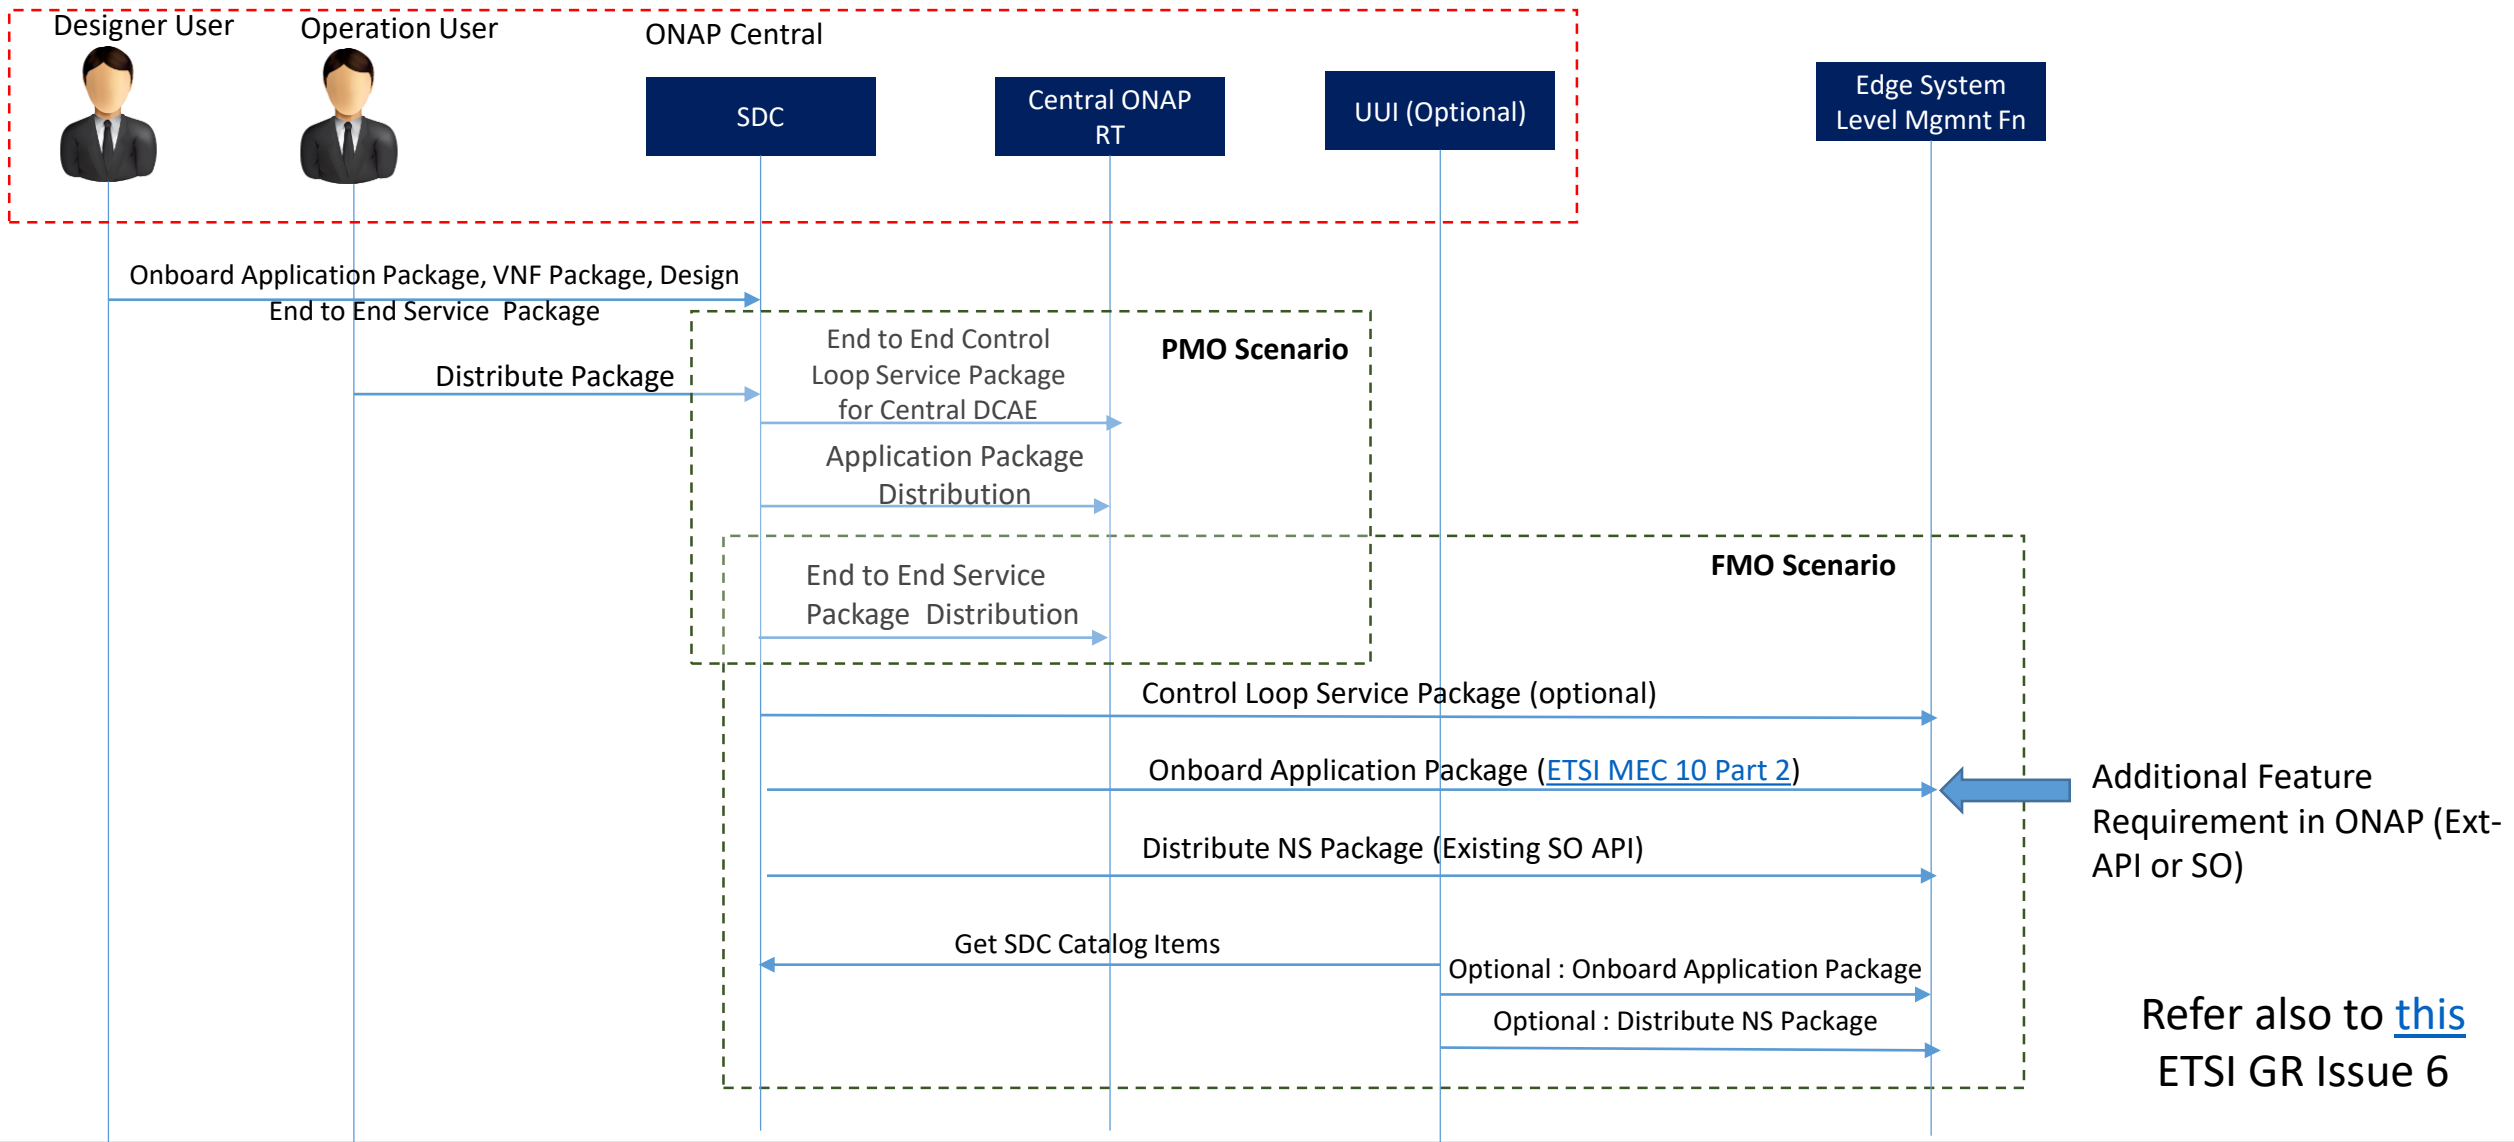 Designer User
Operation User
ONAP Central
SDC
Central ONAP
RT
UUI (Optional)
Edge System
Level Mgmnt Fn
Onboard Application Package, VNF Package, Design
End to End Service Package
PMO Scenario
End to End Control
Loop Service Package
for Central DCAE
Distribute Package
Application Package
Distribution
FMO Scenario
End to End Service
Package Distribution
Control Loop Service Package (optional)
Onboard Application Package (ETSI MEC 10 Part 2)
Additional Feature
Requirement in ONAP (Ext-
API or SO)
Distribute NS Package (Existing SO API)
Get SDC Catalog Items
Optional : Onboard Application Package
Optional : Distribute NS Package
Refer also to this
ETSI GR Issue 6